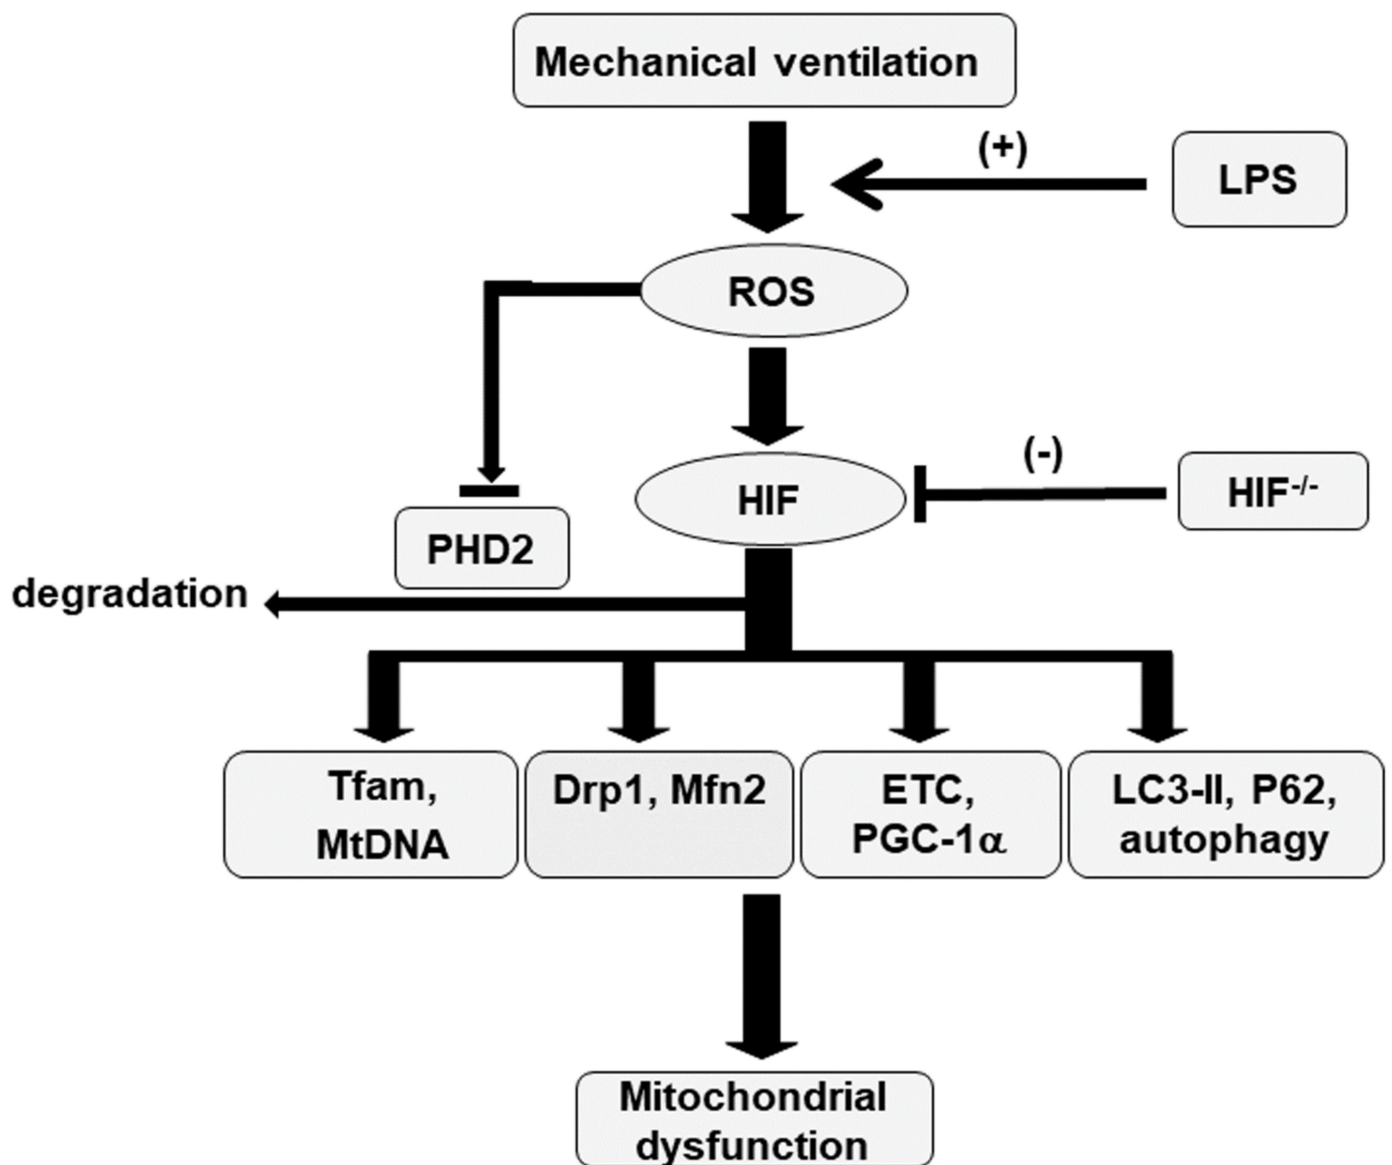 Mechanical ventilation
(+)
LPS
ROS
(-)
HIF
HIF-/-
PHD2
degradation
Tfam,
MtDNA
Drp1, Mfn2
ETC,
PGC-1α
LC3-II, P62,
autophagy
Mitochondrial
dysfunction